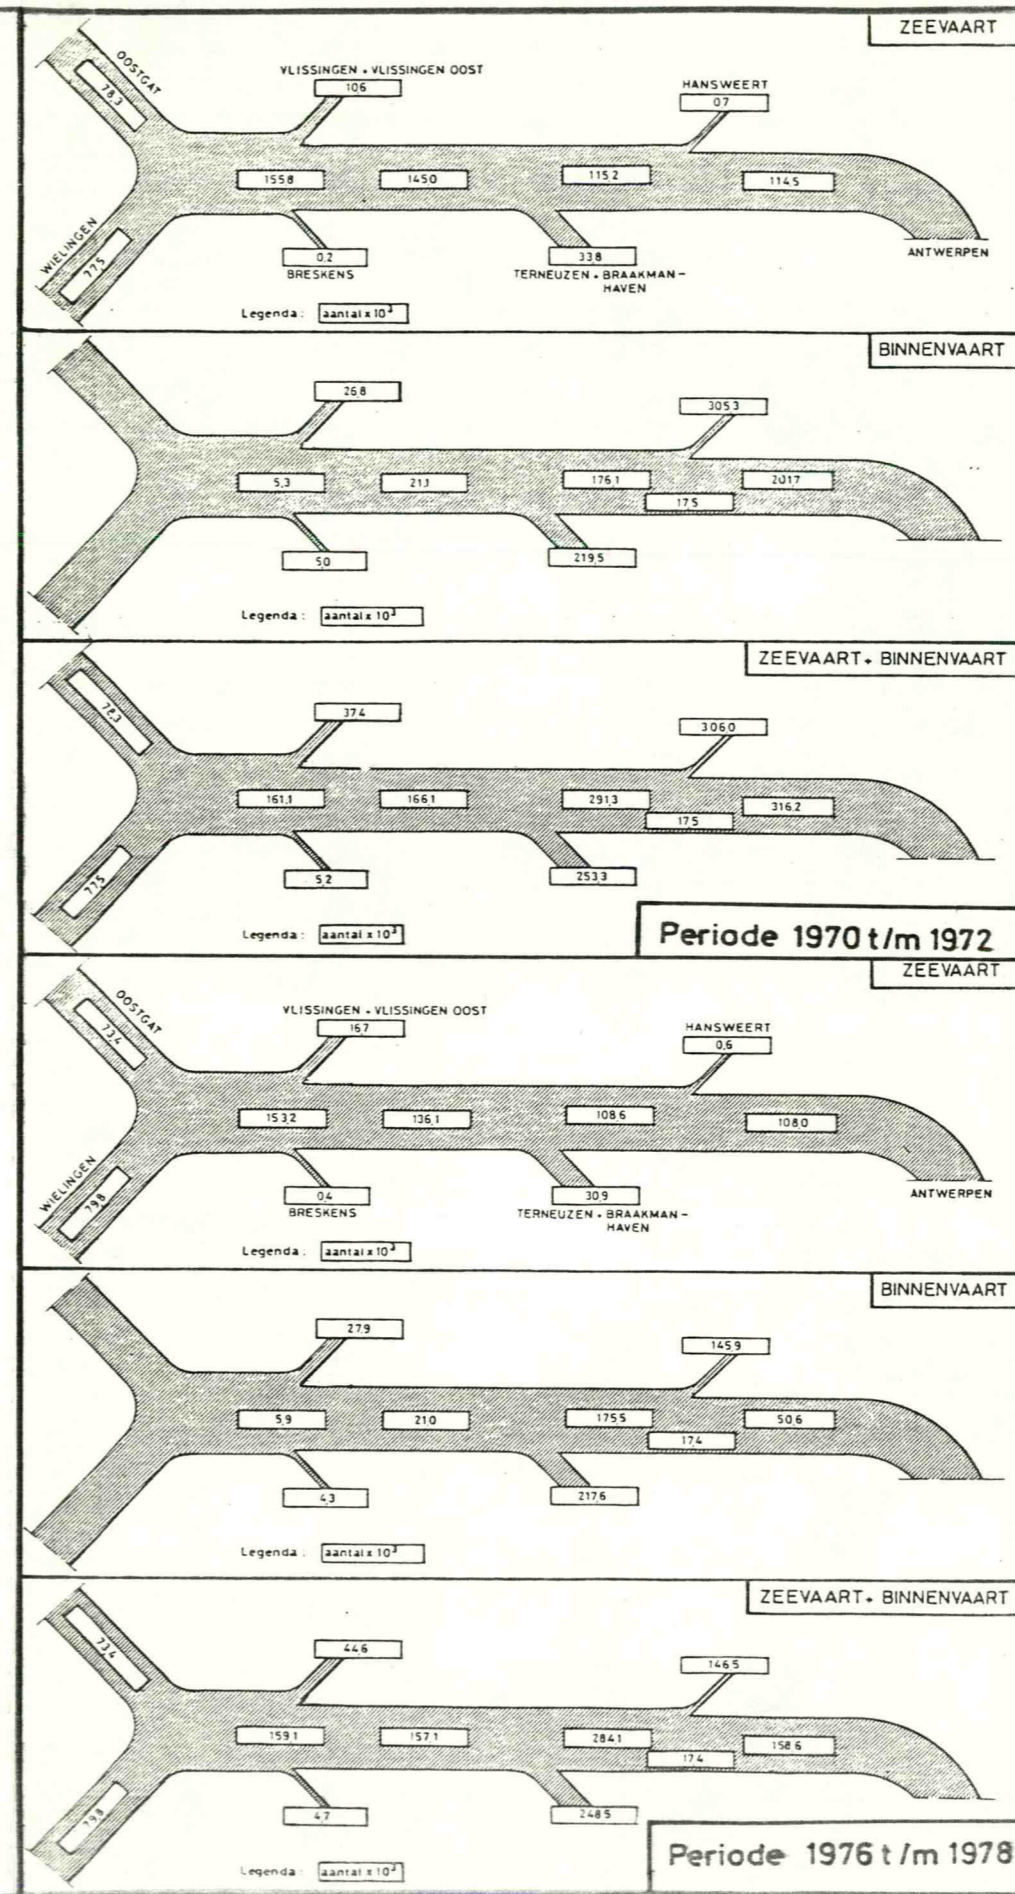 ZEEVAART
OOSTGAT
78,3
VLISSINGEN + VLISSINGEN OOST
10,6
HANSWEERT
0,7
155,8
145,0
115,2
114,5
WIELINGEN
77,5
0,2
BRESKENS
33,8
TERNEUZEN + BRAAKMAN-
HAVEN
ANTWERPEN
Legenda : aantal x 10³
BINNENVAART
26,8
305,3
5,3
21,1
176,1
201,7
17,5
5,0
219,5
Legenda : aantal x 10³
ZEEVAART + BINNENVAART
78,3
37,4
306,0
161,1
166,1
291,3
316,2
17,5
77,5
5,2
253,3
Legenda : aantal x 10³
Periode 1970 t/m 1972
ZEEVAART
OOSTGAT
73,4
VLISSINGEN + VLISSINGEN OOST
16,7
HANSWEERT
0,6
153,2
136,1
108,6
108,0
WIELINGEN
79,8
0,4
BRESKENS
30,9
TERNEUZEN + BRAAKMAN-
HAVEN
ANTWERPEN
Legenda : aantal x 10³
BINNENVAART
27,9
145,9
5,9
21,0
175,5
50,6
17,4
4,3
217,6
Legenda : aantal x 10³
ZEEVAART + BINNENVAART
73,4
44,6
146,5
159,1
157,1
284,1
158,6
17,4
79,8
4,7
248,5
Legenda : aantal x 10³
Periode 1976 t/m 1978